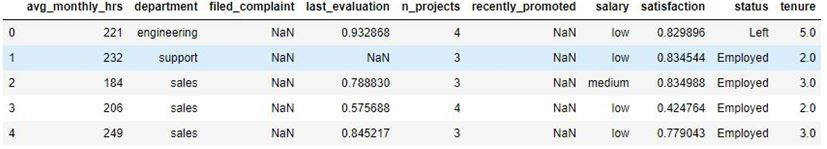 avg_monthly_hrs department filed_complaint last_evaluation n_projects recently_promoted salary satisfaction status tenure
0 221 engineering NaN 0.932868 4 NaN low 0.829896 Left 5.0
1 232 support NaN NaN 3 NaN low 0.834544 Employed 2.0
2 184 sales NaN 0.788830 3 NaN medium 0.834988 Employed 3.0
3 206 sales NaN 0.575688 4 NaN low 0.424764 Employed 2.0
4 249 sales NaN 0.845217 3 NaN low 0.779043 Employed 3.0